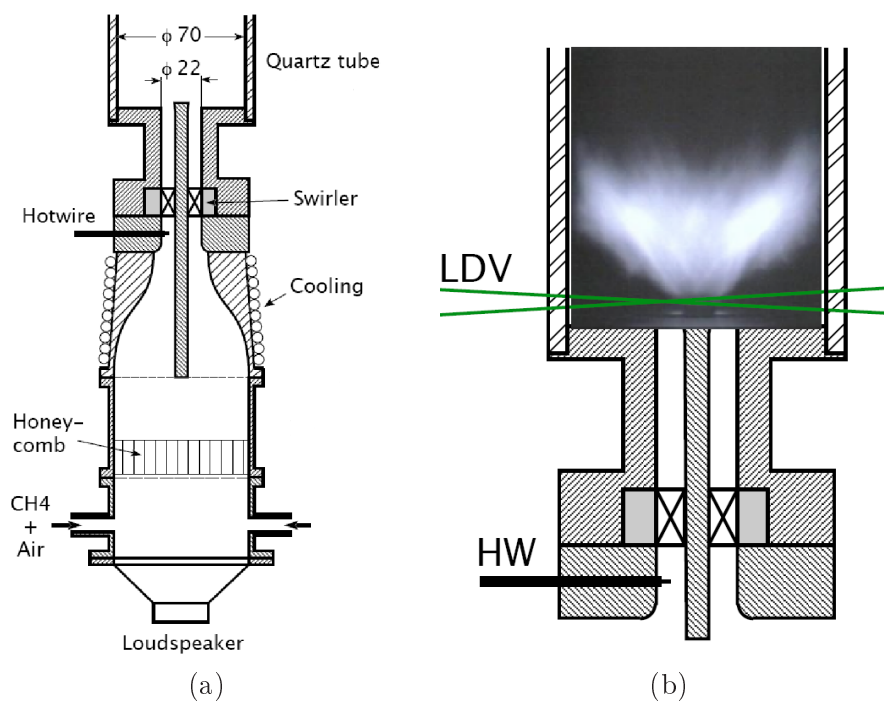 ϕ 70
Quartz tube
ϕ 22
Swirler
Hotwire
Cooling
Honey-
comb
CH4
+
Air
Loudspeaker
(a)
LDV
HW
(b)